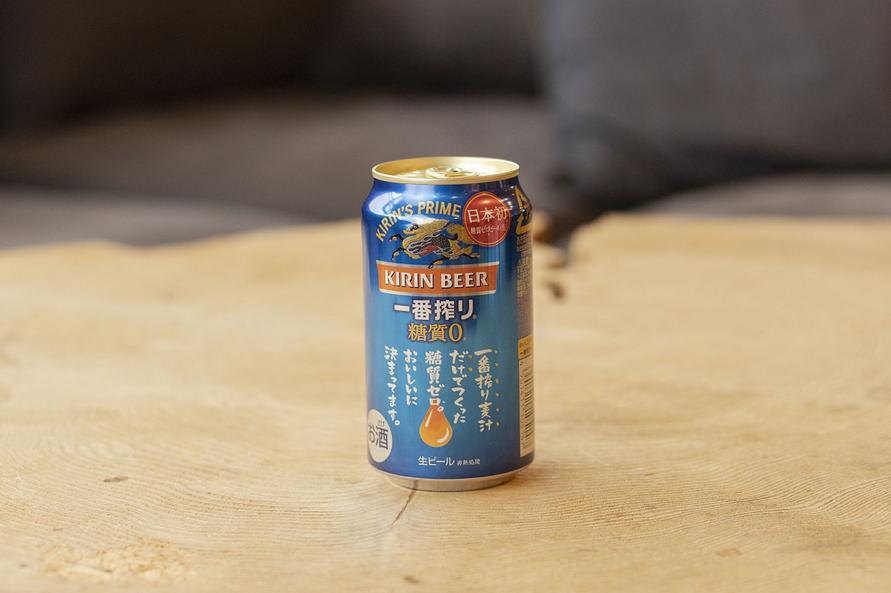 KIRIN'S PRIME
日本初
KIRIN BEER
一番搾り®
糖質0
一番搾り麦汁
だけでつくった
糖質ゼロ。
おいしいに
決まってます。
お酒
生ビール 非熱処理